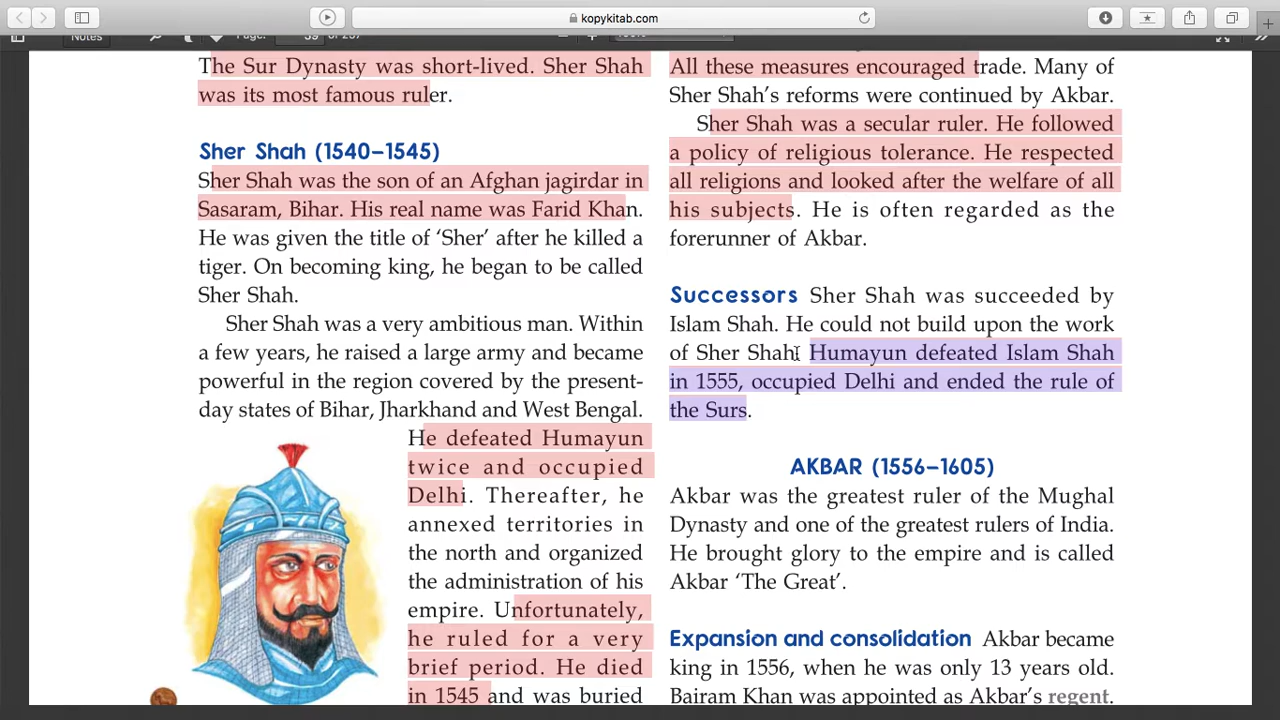 kopykitab.com
Notes
Page:
The Sur Dynasty was short-lived. Sher Shah
was its most famous ruler.
Sher Shah (1540–1545)
Sher Shah was the son of an Afghan jagirdar in
Sasaram, Bihar. His real name was Farid Khan.
He was given the title of ‘Sher’ after he killed a
tiger. On becoming king, he began to be called
Sher Shah.
Sher Shah was a very ambitious man. Within
a few years, he raised a large army and became
powerful in the region covered by the present-
day states of Bihar, Jharkhand and West Bengal.
He defeated Humayun
twice and occupied
Delhi. Thereafter, he
annexed territories in
the north and organized
the administration of his
empire. Unfortunately,
he ruled for a very
brief period. He died
in 1545 and was buried
All these measures encouraged trade. Many of
Sher Shah’s reforms were continued by Akbar.
Sher Shah was a secular ruler. He followed
a policy of religious tolerance. He respected
all religions and looked after the welfare of all
his subjects. He is often regarded as the
forerunner of Akbar.
Successors Sher Shah was succeeded by
Islam Shah. He could not build upon the work
of Sher Shah. Humayun defeated Islam Shah
in 1555, occupied Delhi and ended the rule of
the Surs.
AKBAR (1556–1605)
Akbar was the greatest ruler of the Mughal
Dynasty and one of the greatest rulers of India.
He brought glory to the empire and is called
Akbar ‘The Great’.
Expansion and consolidation Akbar became
king in 1556, when he was only 13 years old.
Bairam Khan was appointed as Akbar’s regent.